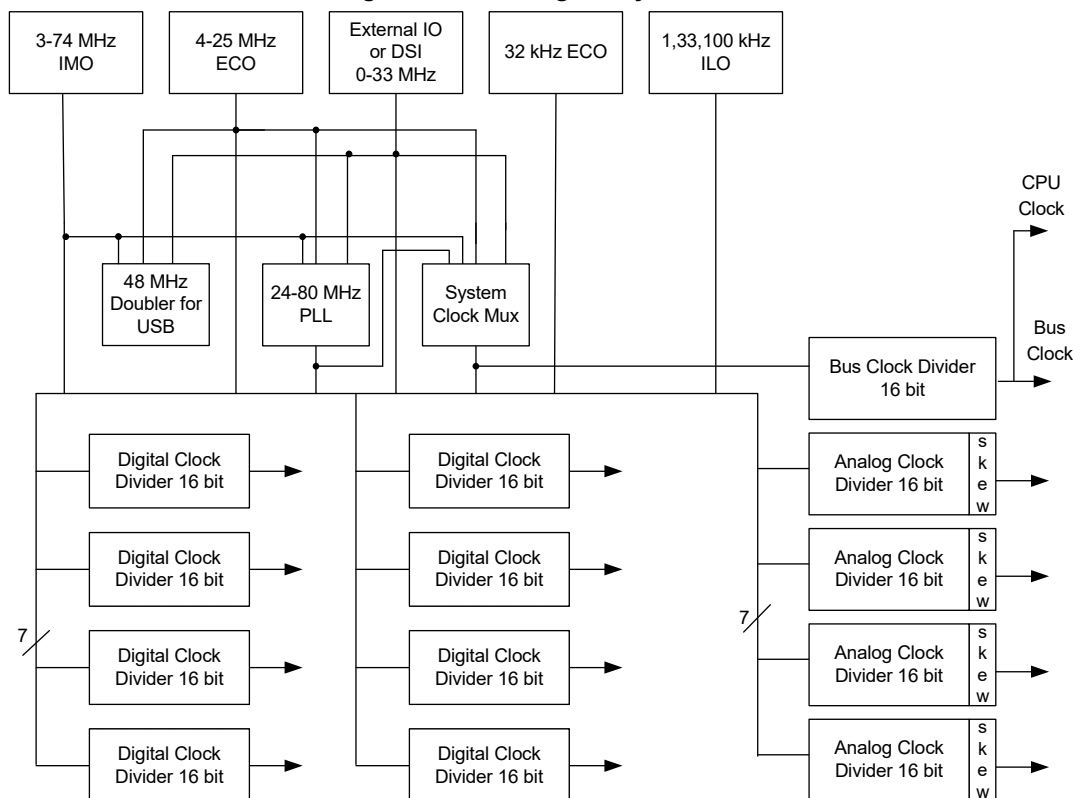 3-74 MHz
IMO
4-25 MHz
ECO
External IO
or DSI
0-33 MHz
32 kHz ECO
1,33,100 kHz
ILO
CPU
Clock
48 MHz
Doubler for
USB
24-80 MHz
PLL
System
Clock Mux
Bus
Clock
Bus Clock Divider
16 bit
Digital Clock
Divider 16 bit
Digital Clock
Divider 16 bit
Analog Clock
Divider 16 bit
s
k
e
w
Digital Clock
Divider 16 bit
Digital Clock
Divider 16 bit
Analog Clock
Divider 16 bit
s
k
e
w
7
7
Digital Clock
Divider 16 bit
Digital Clock
Divider 16 bit
Analog Clock
Divider 16 bit
s
k
e
w
Digital Clock
Divider 16 bit
Digital Clock
Divider 16 bit
Analog Clock
Divider 16 bit
s
k
e
w